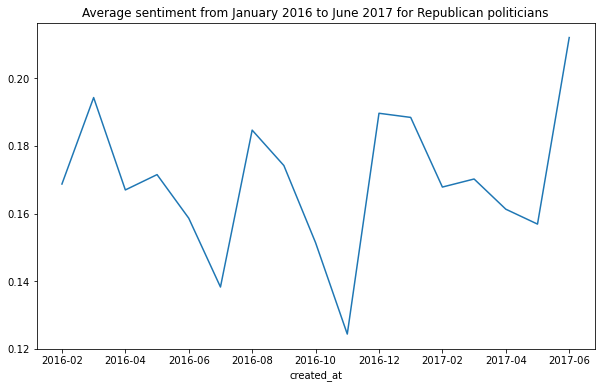 Average sentiment from January 2016 to June 2017 for Republican politicians
0.20
0.18
0.16
0.14
0.12
2016-02 2016-04 2016-06 2016-08 2016-10 2016-12 2017-02 2017-04 2017-06
created_at